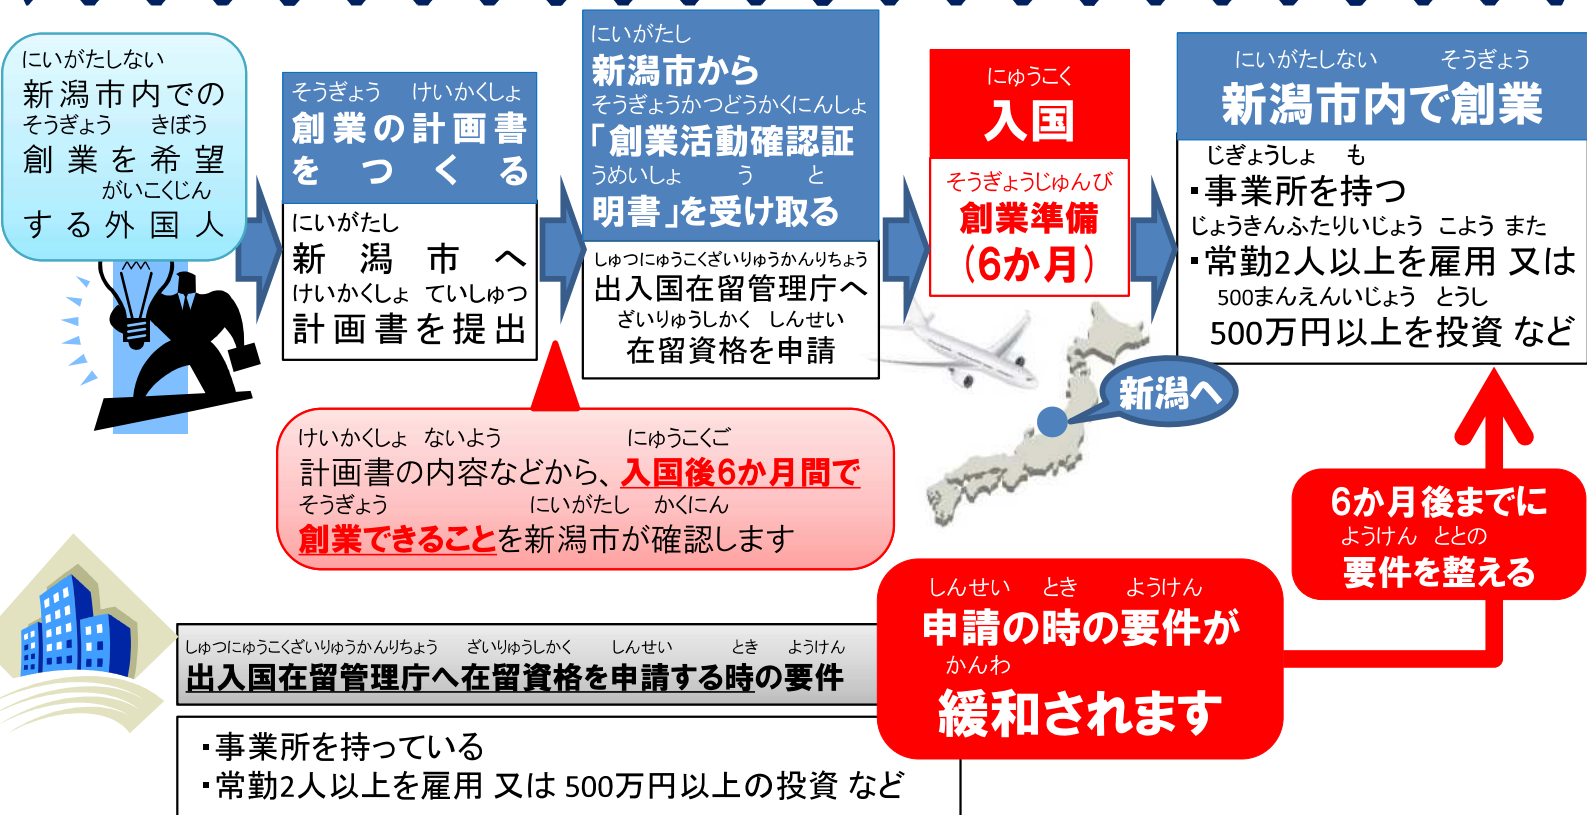 にいがたしない
新潟市内での
そうぎょう きぼう
創業を希望
がいこくじん
する外国人
そうぎょう けいかくしょ
創業の計画書
をつくる
にいがたし
新潟市へ
けいかくしょ ていしゅつ
計画書を提出
にいがたし
新潟市から
そうぎょうかつどうかくにんしょ
「創業活動確認証
うめいしょ う と
明書」を受け取る
しゅつにゅうこくざいりゅうかんりちょう
出入国在留管理庁へ
ざいりゅうしかく しんせい
在留資格を申請
にゅうこく
入国
そうぎょうじゅんび
創業準備
(6か月)
にいがたしない そうぎょう
新潟市内で創業
じぎょうしょ も
・事業所を持つ
じょうきんふたりいじょう こよう また
・常勤2人以上を雇用 又は
500まんえんいじょう とうし
500万円以上を投資 など
新潟へ
けいかくしょ ないよう にゅうこくご
計画書の内容などから、入国後6か月間で
そうぎょう にいがたし かくにん
創業できることを新潟市が確認します
6か月後までに
ようけん ととの
要件を整える
しんせい とき ようけん
申請の時の要件が
かんわ
緩和されます
しゅつにゅうこくざいりゅうかんりちょう ざいりゅうしかく しんせい とき ようけん
出入国在留管理庁へ在留資格を申請する時の要件
・事業所を持っている
・常勤2人以上を雇用 又は 500万円以上の投資 など